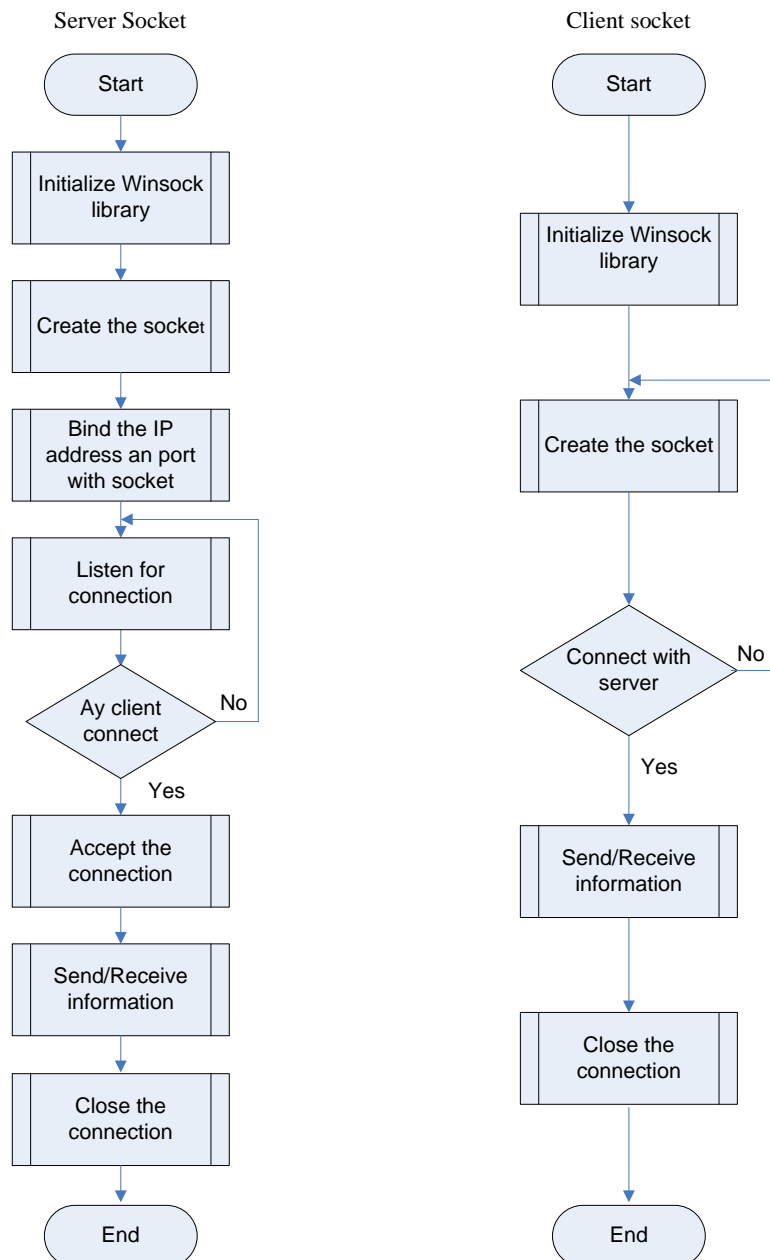 Server Socket
Start
Initialize Winsock
library
Create the socket
Bind the IP
address an port
with socket
Listen for
connection
Ay client
connect
No
Yes
Accept the
connection
Send/Receive
information
Close the
connection
End
Client socket
Start
Initialize Winsock
library
Create the socket
Connect with
server
No
Yes
Send/Receive
information
Close the
connection
End